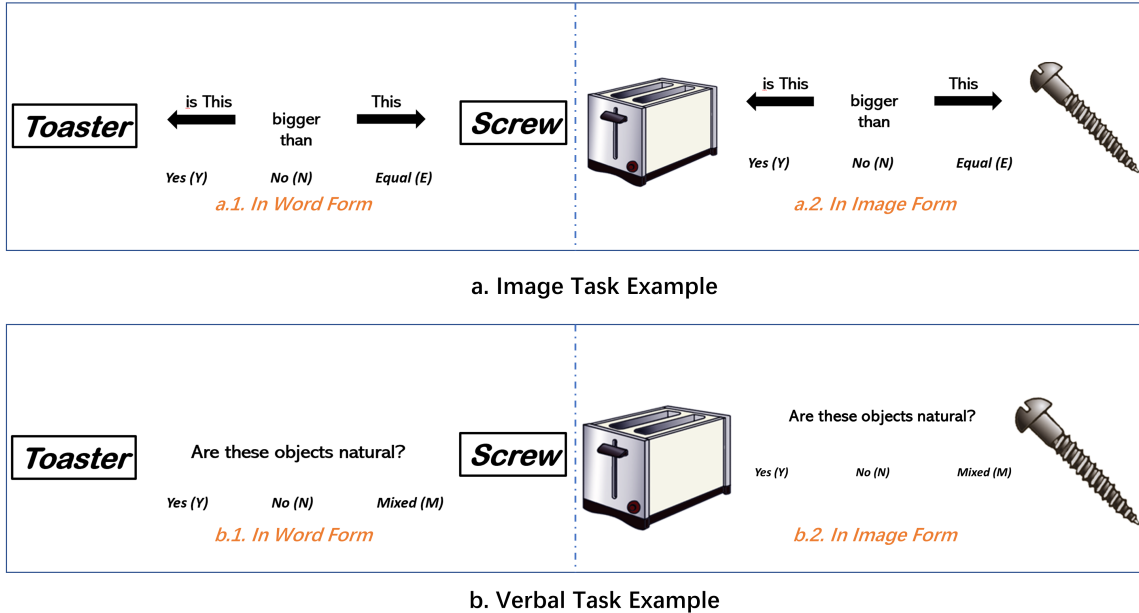 Toaster
is This
bigger
than
This
Screw
Yes (Y) No (N) Equal (E)
a.1. In Word Form
is This
bigger
than
This
Yes (Y) No (N) Equal (E)
a.2. In Image Form
a. Image Task Example
Toaster
Are these objects natural?
Screw
Yes (Y) No (N) Mixed (M)
b.1. In Word Form
Are these objects natural?
Yes (Y) No (N) Mixed (M)
b.2. In Image Form
b. Verbal Task Example